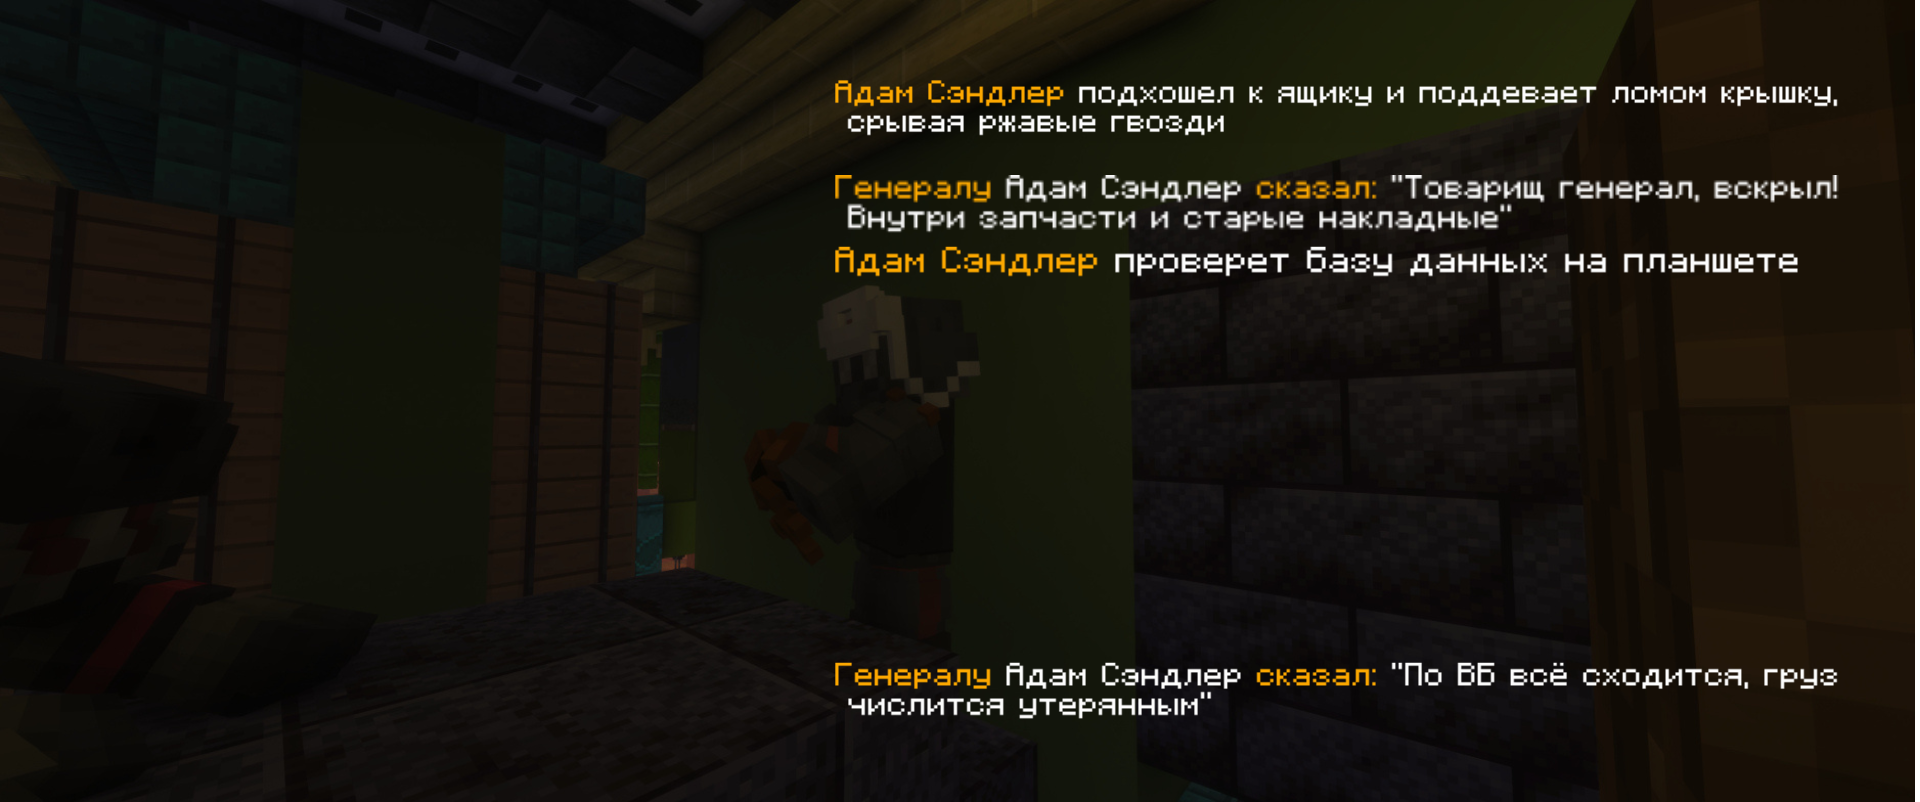 Адам Сэндлер подхошел к ящику и поддевает ломом крышку,
срывая ржавые гвозди
Генералу Адам Сэндлер сказал: "Товарищ генерал, вскрыл!
Внутри запчасти и старые накладные"
Адам Сэндлер проверет базу данных на планшете
Генералу Адам Сэндлер сказал: "По ВБ всё сходится, груз
числится утерянным"